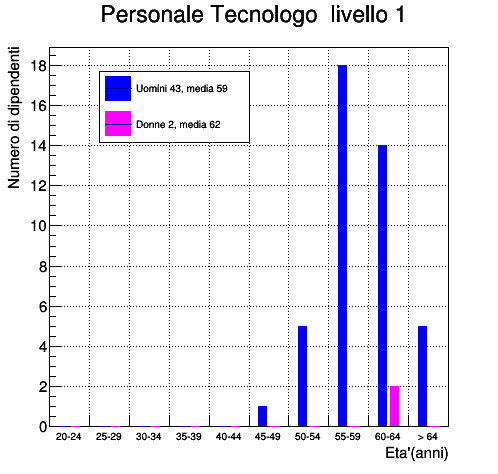 Personale Tecnologo livello 1
Numero di dipendenti
18
16
14
12
10
8
6
4
2
0
Uomini 43, media 59
Donne 2, media 62
20-24 25-29 30-34 35-39 40-44 45-49 50-54 55-59 60-64 > 64
Eta'(anni)